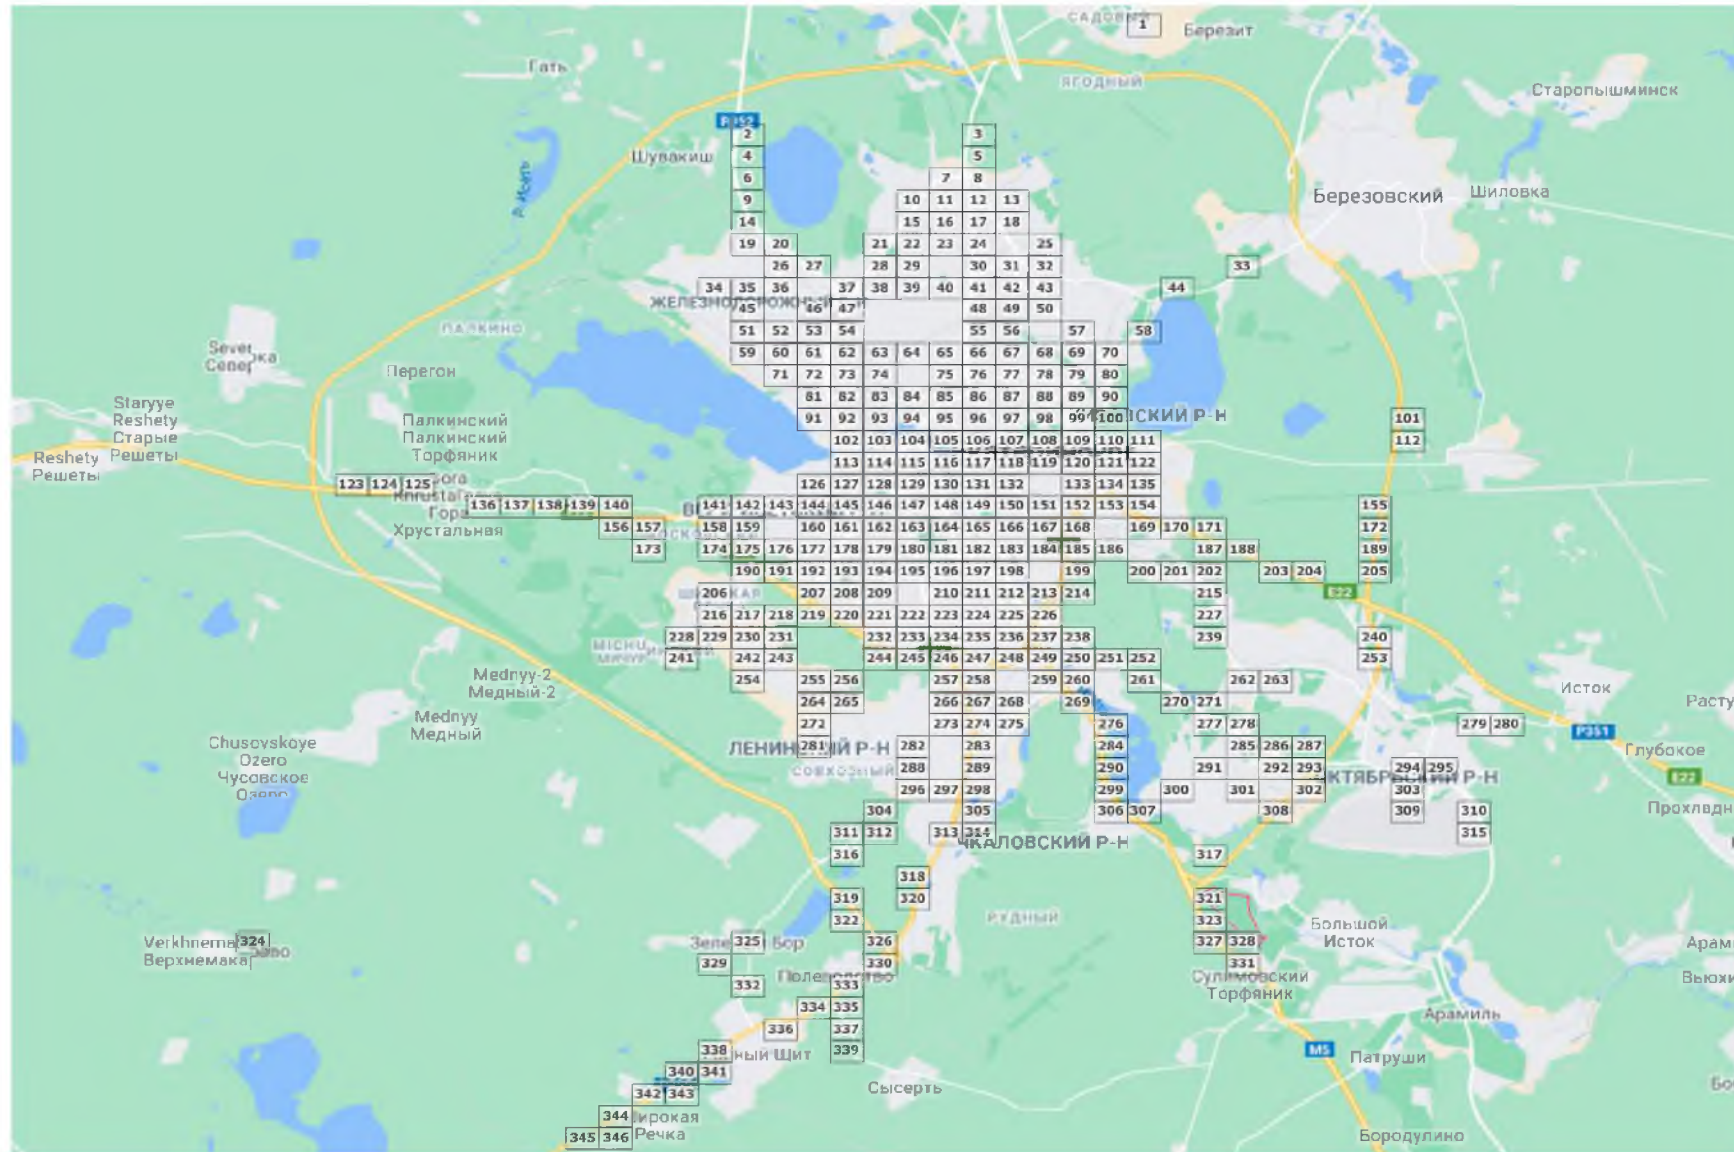 САДОВЫЙ 1 Березит
Гать
ЯГОДНЫЙ
Старопышминск
Р352
2 3
Шувакиш 4 5
6 7 8
р. Исеть
Березовский Шиловка
9 10 11 12 13
14 15 16 17 18
19 20 21 22 23 24 25
26 27 28 29 30 31 32 33
34 35 36 37 38 39 40 41 42 43 44
ЖЕЛЕЗНОДОРОЖНЫЙ Р-Н
45 46 47 48 49 50
ПАЛКИНО
51 52 53 54 55 56 57 58
59 60 61 62 63 64 65 66 67 68 69 70
Перегон
71 72 73 74 75 76 77 78 79 80
81 82 83 84 85 86 87 88 89 90
Staryye
Reshety
Старые
Решеты
Палкинский
Палкинский
Торфяник
91 92 93 94 95 96 97 98 99 100 101
102 103 104 105 106 107 108 109 110 111 112
Reshety
Решеты
113 114 115 116 117 118 119 120 121 122
123 124 125 126 127 128 129 130 131 132 133 134 135
Гора
136 137 138 139 140 141 142 143 144 145 146 147 148 149 150 151 152 153 154 155
Хрустальная
156 157 158 159 160 161 162 163 164 165 166 167 168 169 170 171 172
173 174 175 176 177 178 179 180 181 182 183 184 185 186 187 188 189
190 191 192 193 194 195 196 197 198 199 200 201 202 203 204 205
E22
206 207 208 209 210 211 212 213 214 215
216 217 218 219 220 221 222 223 224 225 226 227
228 229 230 231 232 233 234 235 236 237 238 239 240
241 242 243 244 245 246 247 248 249 250 251 252 253
Mednyy-2
Медный-2
254 255 256 257 258 259 260 261 262 263
Исток
264 265 266 267 268 269 270 271
Mednyy
Медный
272 273 274 275 276 277 278 279 280
Р351
Chusovskoye
Ozero
Чусовское
Озеро
281 282 283 284 285 286 287
ЛЕНИНСКИЙ Р-Н
Глубокое
СОВХОЗНЫЙ
288 289 290 291 292 293 294 295
ОКТЯБРЬСКИЙ Р-Н
E22
296 297 298 299 300 301 302 303
304 305 306 307 308 309 310
311 312 313 314 315
ЧКАЛОВСКИЙ Р-Н
316 317
318
319 320 321
РУДНЫЙ
322 323
Большой
Исток
324 325 326 327 328
329 330 331
332 333
Сулимовский
Торфяник
334 335
Арамиль
336 337
338 339
M5
Патруши
340 341
Сысерть
342 343
344
Речка
345 346
Бородулино